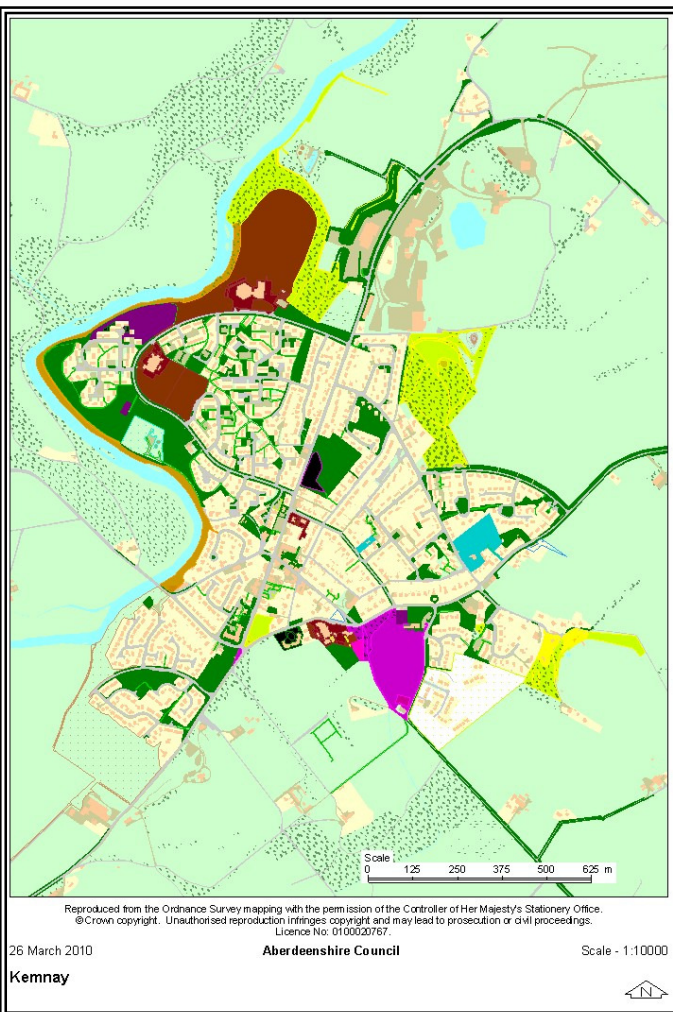 Scale
0 125 250 375 500 625 m
Reproduced from the Ordnance Survey mapping with the permission of the Controller of Her Majesty's Stationery Office.
©Crown copyright. Unauthorised reproduction infringes copyright and may lead to prosecution or civil proceedings.
Licence No: 0100020767.
26 March 2010 Aberdeenshire Council Scale - 1:10000
Kemnay
N